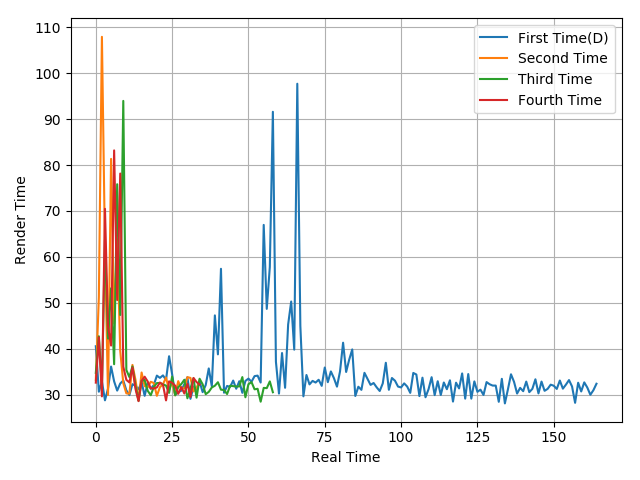 110
100
90
80
70
60
50
40
30
0 25 50 75 100 125 150
Render Time
Real Time
First Time(D)
Second Time
Third Time
Fourth Time